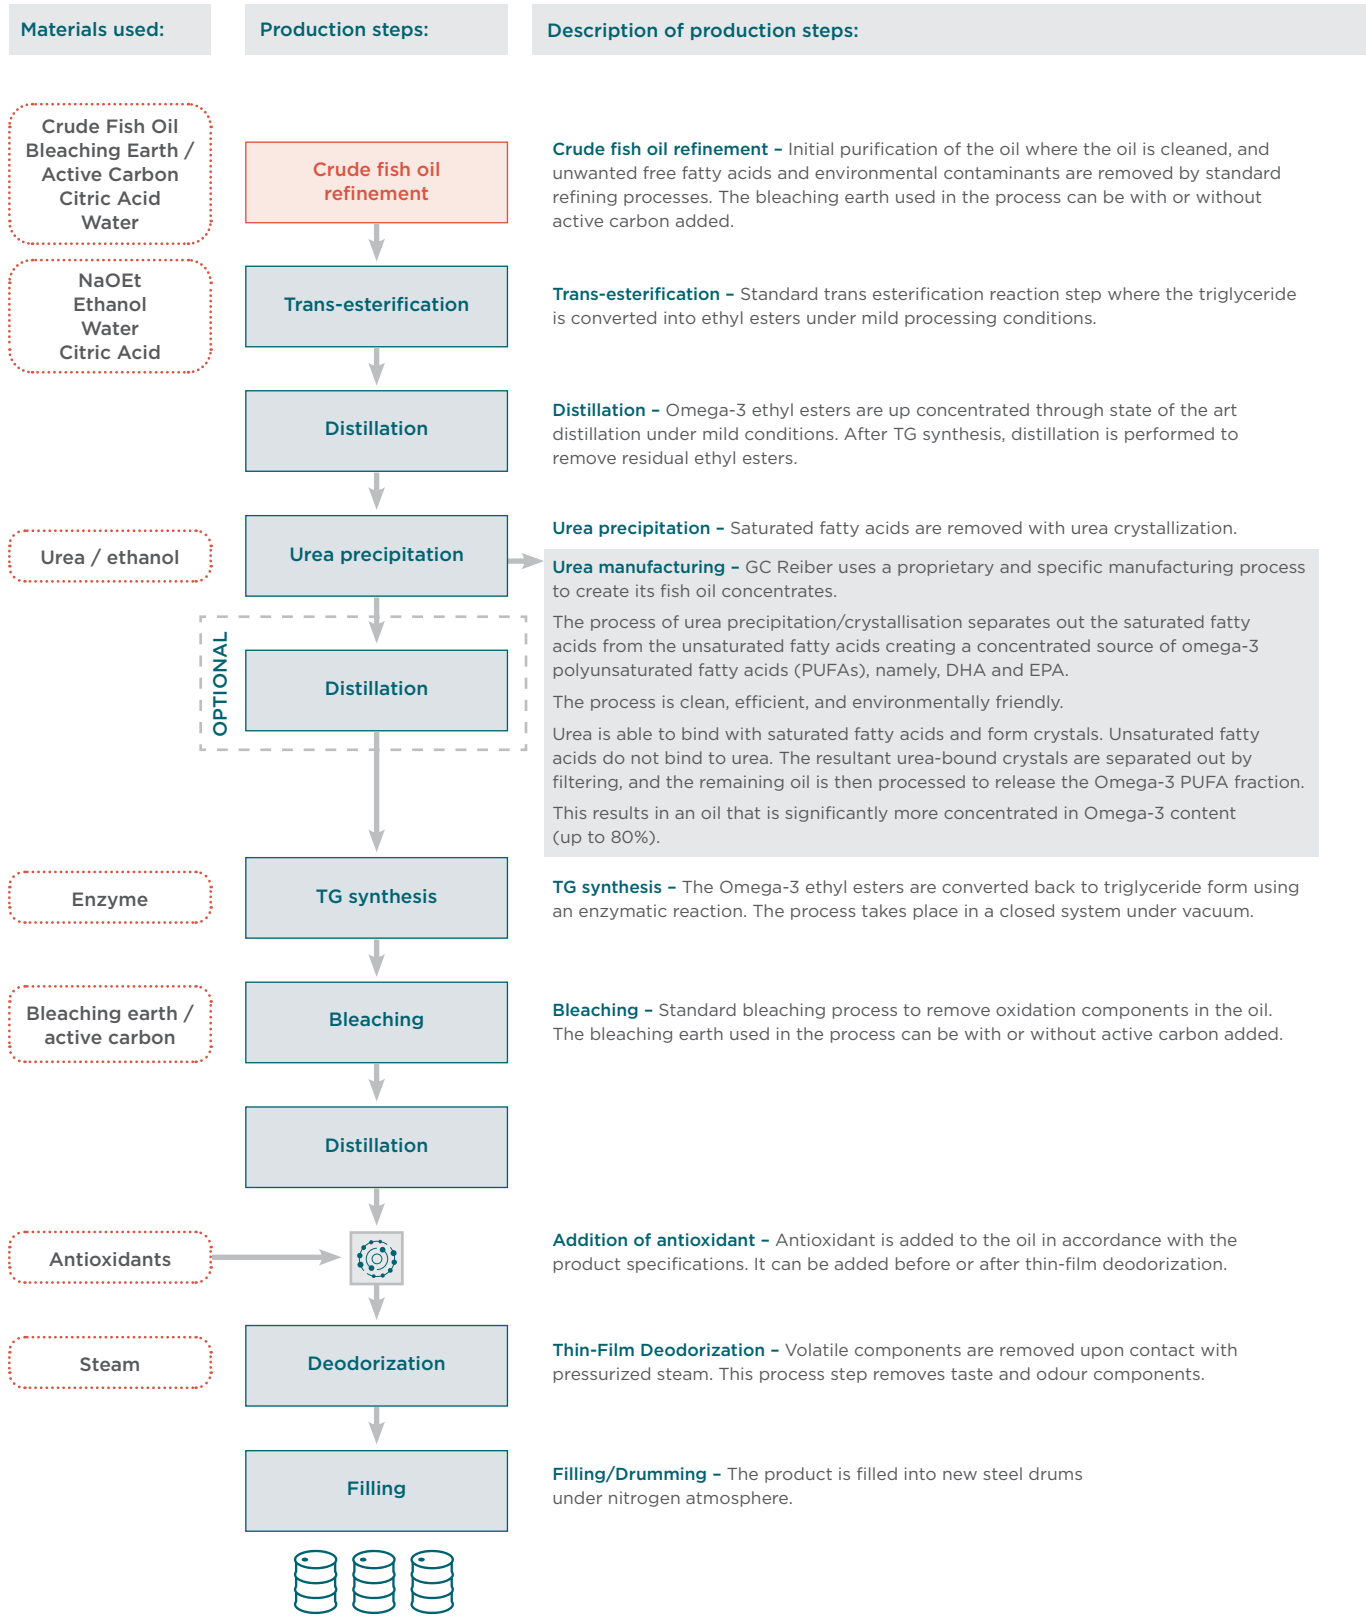 Materials used:
Production steps:
Description of production steps:
Crude Fish Oil
Bleaching Earth /
Active Carbon
Citric Acid
Water
Crude fish oil
refinement
Crude fish oil refinement – Initial purification of the oil where the oil is cleaned, and
unwanted free fatty acids and environmental contaminants are removed by standard
refining processes. The bleaching earth used in the process can be with or without
active carbon added.
NaOEt
Ethanol
Water
Citric Acid
Trans-esterification
Trans-esterification – Standard trans esterification reaction step where the triglyceride
is converted into ethyl esters under mild processing conditions.
Distillation
Distillation – Omega-3 ethyl esters are up concentrated through state of the art
distillation under mild conditions. After TG synthesis, distillation is performed to
remove residual ethyl esters.
Urea / ethanol
Urea precipitation
Urea precipitation – Saturated fatty acids are removed with urea crystallization.
Urea manufacturing – GC Reiber uses a proprietary and specific manufacturing process
to create its fish oil concentrates.
The process of urea precipitation/crystallisation separates out the saturated fatty
acids from the unsaturated fatty acids creating a concentrated source of omega-3
polyunsaturated fatty acids (PUFAs), namely, DHA and EPA.
The process is clean, efficient, and environmentally friendly.
Urea is able to bind with saturated fatty acids and form crystals. Unsaturated fatty
acids do not bind to urea. The resultant urea-bound crystals are separated out by
filtering, and the remaining oil is then processed to release the Omega-3 PUFA fraction.
This results in an oil that is significantly more concentrated in Omega-3 content
(up to 80%).
OPTIONAL
Distillation
Enzyme
TG synthesis
TG synthesis – The Omega-3 ethyl esters are converted back to triglyceride form using
an enzymatic reaction. The process takes place in a closed system under vacuum.
Bleaching earth /
active carbon
Bleaching
Bleaching – Standard bleaching process to remove oxidation components in the oil.
The bleaching earth used in the process can be with or without active carbon added.
Distillation
Antioxidants
Addition of antioxidant – Antioxidant is added to the oil in accordance with the
product specifications. It can be added before or after thin-film deodorization.
Steam
Deodorization
Thin-Film Deodorization – Volatile components are removed upon contact with
pressurized steam. This process step removes taste and odour components.
Filling
Filling/Drumming – The product is filled into new steel drums
under nitrogen atmosphere.